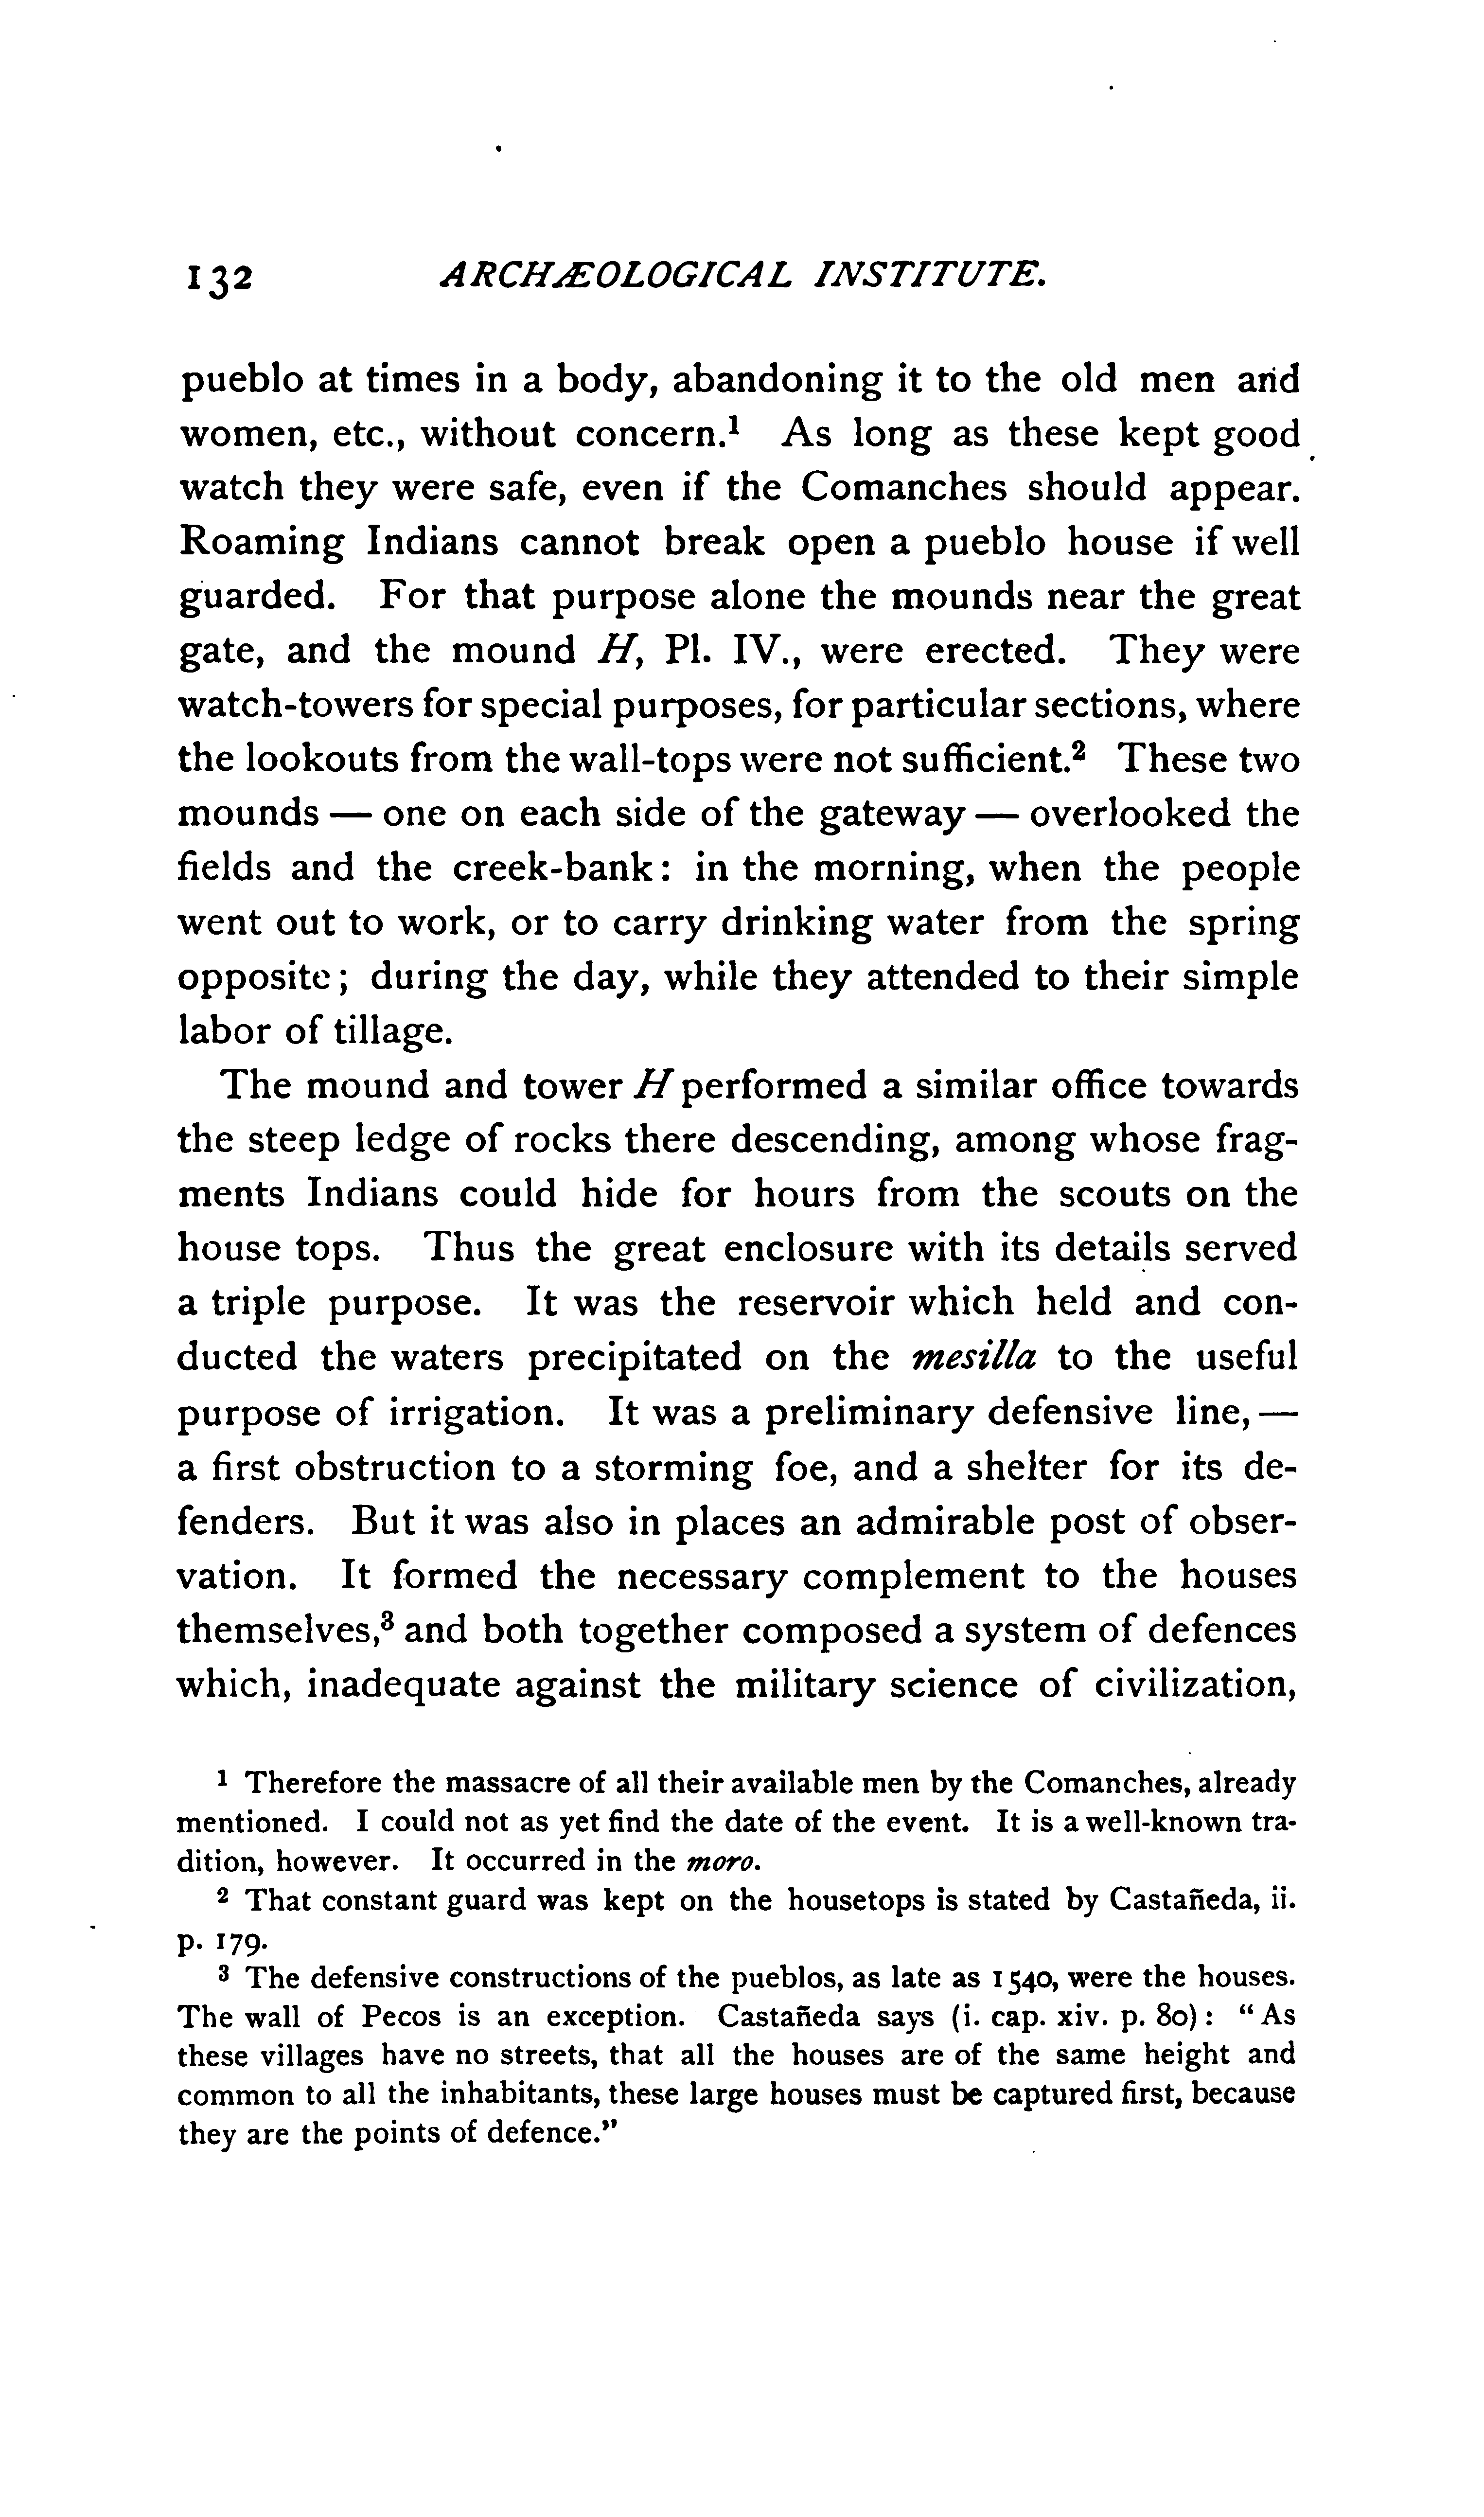 132 ARCHÆOLOGICAL INSTITUTE.
pueblo at times in a body, abandoning it to the old men and
women, etc., without concern.¹ As long as these kept good
watch they were safe, even if the Comanches should appear.
Roaming Indians cannot break open a pueblo house if well
guarded. For that purpose alone the mounds near the great
gate, and the mound H, Pl. IV., were erected. They were
watch-towers for special purposes, for particular sections, where
the lookouts from the wall-tops were not sufficient.² These two
mounds — one on each side of the gateway — overlooked the
fields and the creek-bank: in the morning, when the people
went out to work, or to carry drinking water from the spring
opposite; during the day, while they attended to their simple
labor of tillage.
The mound and tower H performed a similar office towards
the steep ledge of rocks there descending, among whose frag-
ments Indians could hide for hours from the scouts on the
house tops. Thus the great enclosure with its details served
a triple purpose. It was the reservoir which held and con-
ducted the waters precipitated on the mesilla to the useful
purpose of irrigation. It was a preliminary defensive line, —
a first obstruction to a storming foe, and a shelter for its de-
fenders. But it was also in places an admirable post of obser-
vation. It formed the necessary complement to the houses
themselves,³ and both together composed a system of defences
which, inadequate against the military science of civilization,
¹ Therefore the massacre of all their available men by the Comanches, already
mentioned. I could not as yet find the date of the event. It is a well-known tra-
dition, however. It occurred in the moro.
² That constant guard was kept on the housetops is stated by Castañeda, ii.
p. 179.
³ The defensive constructions of the pueblos, as late as 1540, were the houses.
The wall of Pecos is an exception. Castañeda says (i. cap. xiv. p. 80): "As
these villages have no streets, that all the houses are of the same height and
common to all the inhabitants, these large houses must be captured first, because
they are the points of defence."